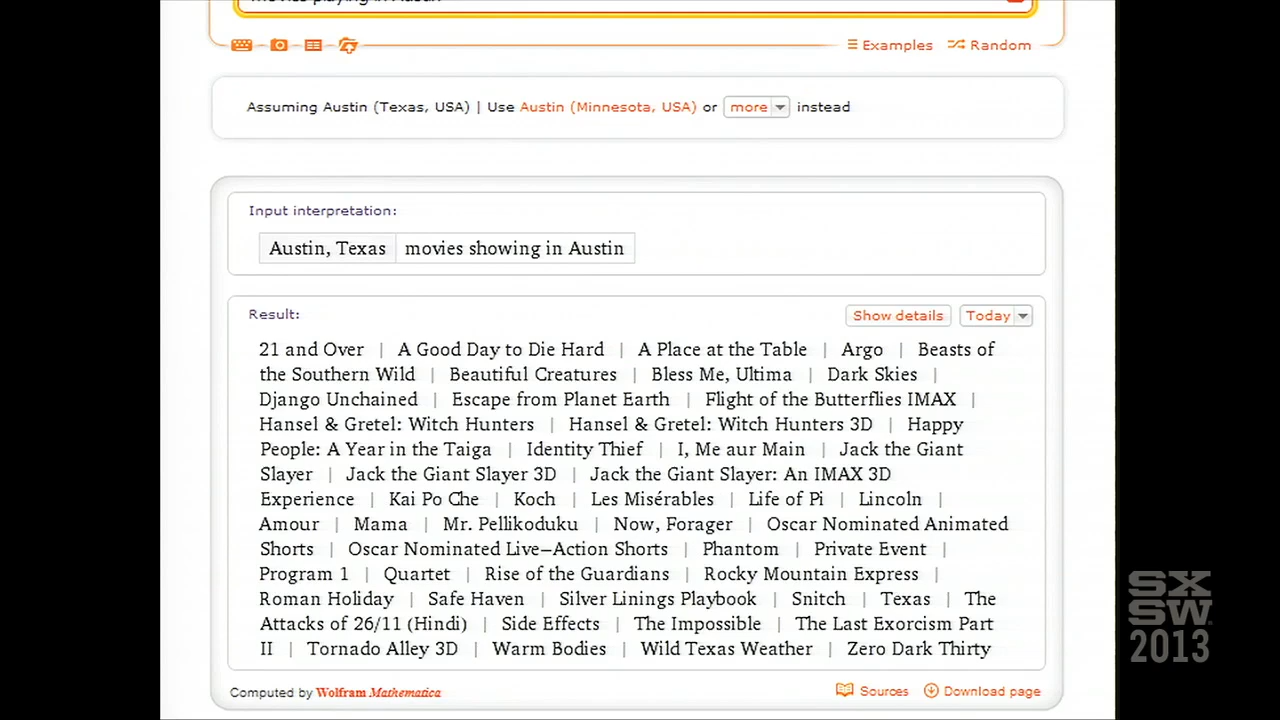 movies playing in Austin
Examples Random
Assuming Austin (Texas, USA) | Use Austin (Minnesota, USA) or more instead
Input interpretation:
Austin, Texas movies showing in Austin
Result: Show details Today
21 and Over | A Good Day to Die Hard | A Place at the Table | Argo | Beasts of
the Southern Wild | Beautiful Creatures | Bless Me, Ultima | Dark Skies |
Django Unchained | Escape from Planet Earth | Flight of the Butterflies IMAX |
Hansel & Gretel: Witch Hunters | Hansel & Gretel: Witch Hunters 3D | Happy
People: A Year in the Taiga | Identity Thief | I, Me aur Main | Jack the Giant
Slayer | Jack the Giant Slayer 3D | Jack the Giant Slayer: An IMAX 3D
Experience | Kai Po Che | Koch | Les Misérables | Life of Pi | Lincoln |
Amour | Mama | Mr. Pellikoduku | Now, Forager | Oscar Nominated Animated
Shorts | Oscar Nominated Live–Action Shorts | Phantom | Private Event |
Program 1 | Quartet | Rise of the Guardians | Rocky Mountain Express |
Roman Holiday | Safe Haven | Silver Linings Playbook | Snitch | Texas | The
Attacks of 26/11 (Hindi) | Side Effects | The Impossible | The Last Exorcism Part
II | Tornado Alley 3D | Warm Bodies | Wild Texas Weather | Zero Dark Thirty
Computed by Wolfram Mathematica Sources Download page
SX
SW.
2013